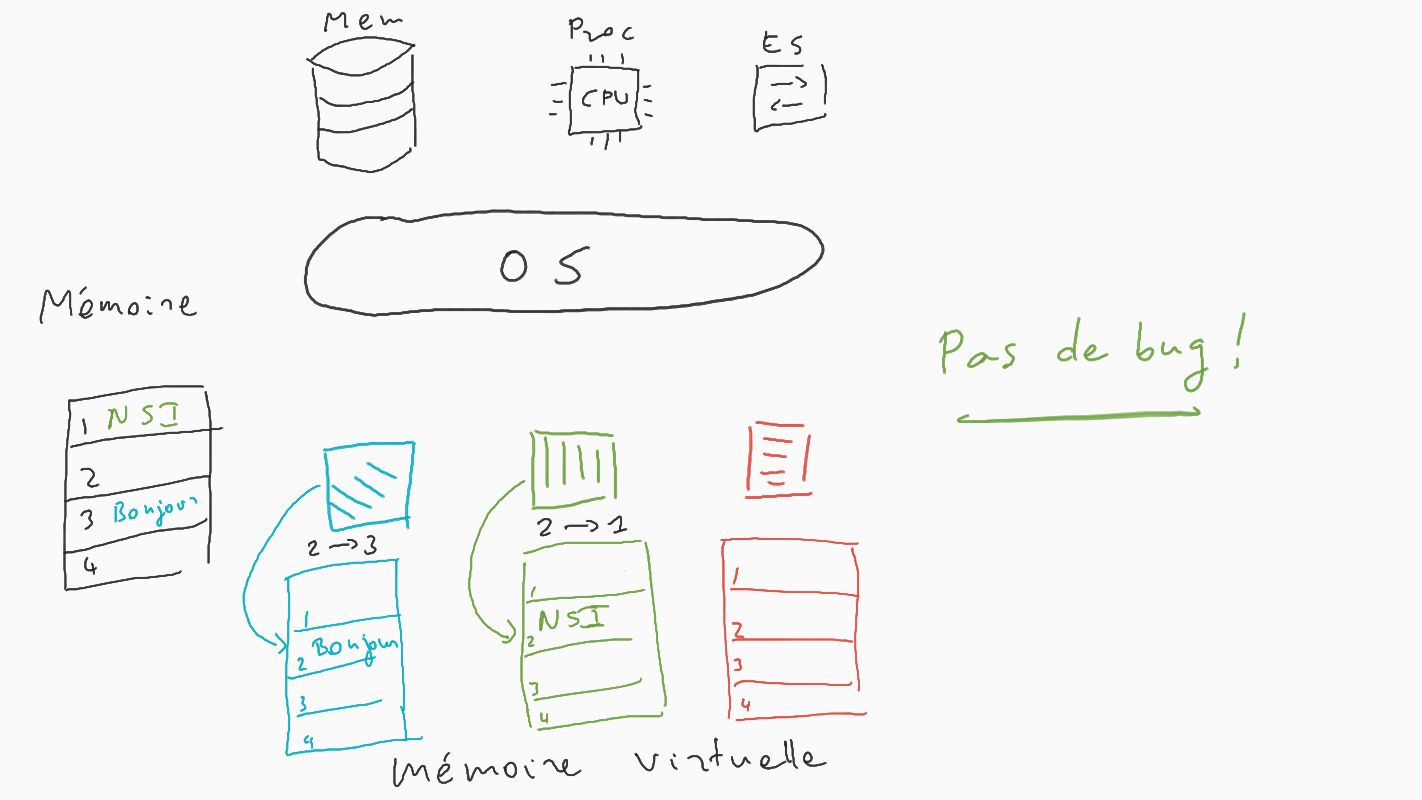 Mem
Proc
ES
CPU
OS
Mémoire
Pas de bug !
1 NSI
2
3 Bonjour
4
2 → 3
1
2 Bonjour
3
4
2 → 1
1
2 NSI
3
4
1
2
3
4
Mémoire virtuelle